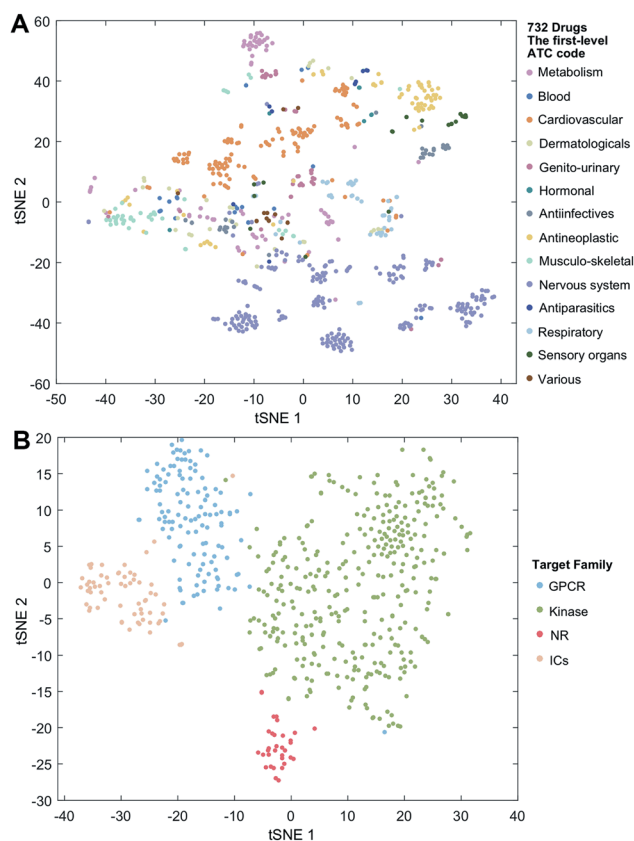 A
732 Drugs
The first-level
ATC code
Metabolism
Blood
Cardiovascular
Dermatologicals
Genito-urinary
Hormonal
Antiinfectives
Antineoplastic
Musculo-skeletal
Nervous system
Antiparasitics
Respiratory
Sensory organs
Various
60
40
20
0
-20
-40
-60
tSNE 2
-50 -40 -30 -20 -10 0 10 20 30 40
tSNE 1
B
20
15
10
5
0
-5
-10
-15
-20
-25
-30
tSNE 2
-40 -30 -20 -10 0 10 20 30 40
tSNE 1
Target Family
GPCR
Kinase
NR
ICs